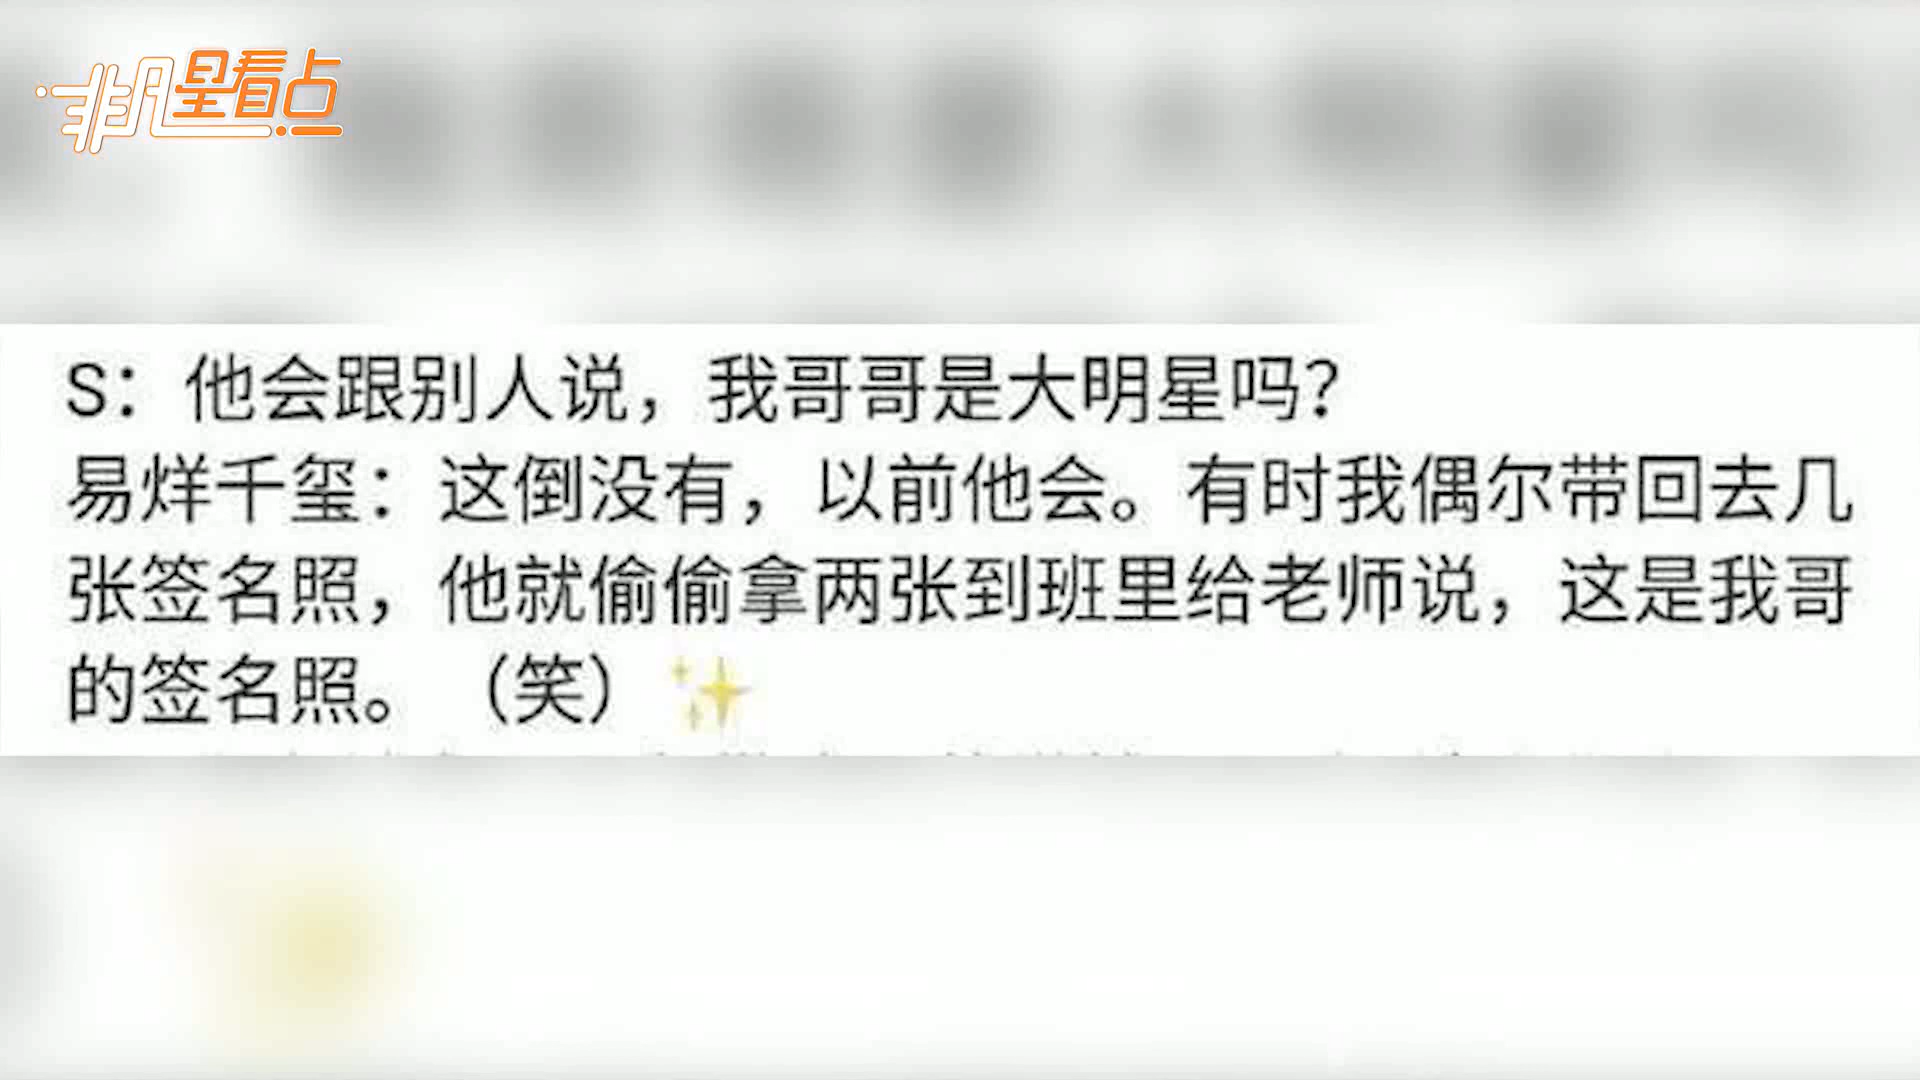 非凡星看点
S：他会跟别人说，我哥哥是大明星吗？
易烊千玺：这倒没有，以前他会。有时我偶尔带回去几
张签名照，他就偷偷拿两张到班里给老师说，这是我哥
的签名照。（笑）✨